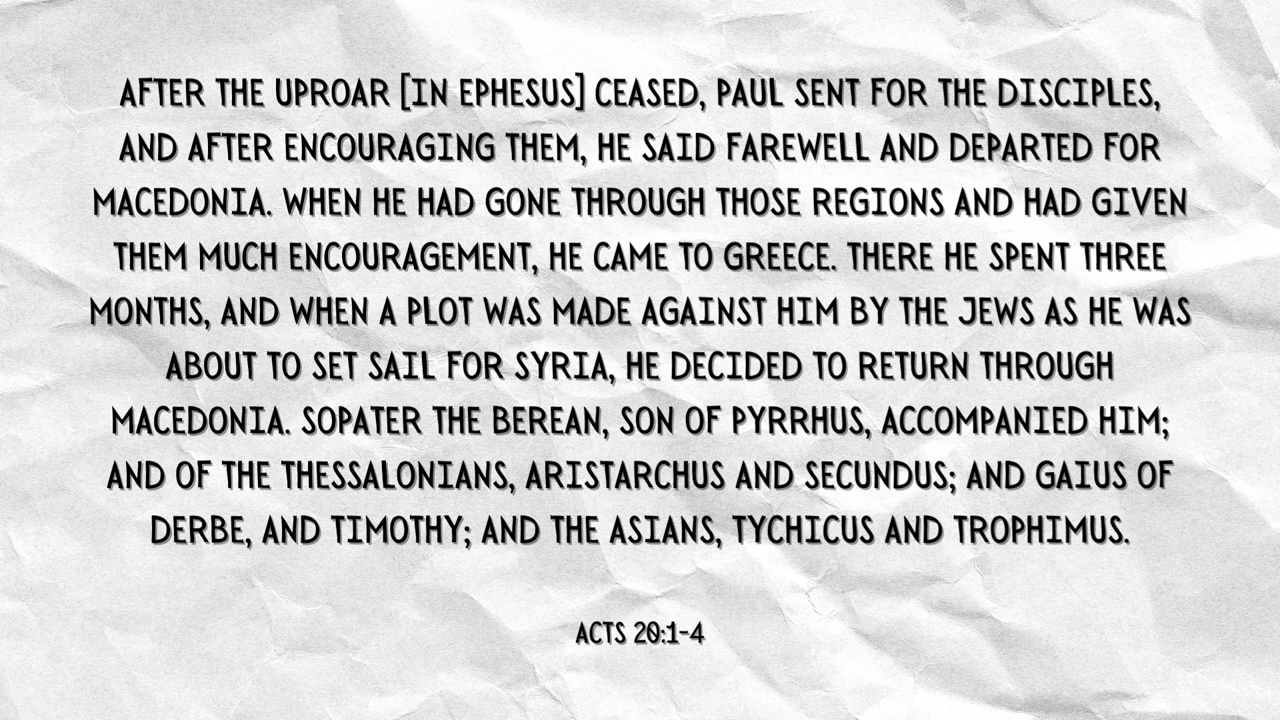 AFTER THE UPROAR [IN EPHESUS] CEASED, PAUL SENT FOR THE DISCIPLES,
AND AFTER ENCOURAGING THEM, HE SAID FAREWELL AND DEPARTED FOR
MACEDONIA. WHEN HE HAD GONE THROUGH THOSE REGIONS AND HAD GIVEN
THEM MUCH ENCOURAGEMENT, HE CAME TO GREECE. THERE HE SPENT THREE
MONTHS, AND WHEN A PLOT WAS MADE AGAINST HIM BY THE JEWS AS HE WAS
ABOUT TO SET SAIL FOR SYRIA, HE DECIDED TO RETURN THROUGH
MACEDONIA. SOPATER THE BEREAN, SON OF PYRRHUS, ACCOMPANIED HIM;
AND OF THE THESSALONIANS, ARISTARCHUS AND SECUNDUS; AND GAIUS OF
DERBE, AND TIMOTHY; AND THE ASIANS, TYCHICUS AND TROPHIMUS.
ACTS 20:1-4